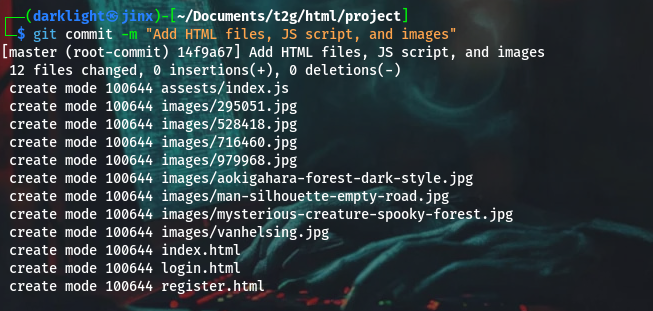 ┌──(darklight㉿jinx)-[~/Documents/t2g/html/project]
└─$ git commit -m "Add HTML files, JS script, and images"
[master (root-commit) 14f9a67] Add HTML files, JS script, and images
 12 files changed, 0 insertions(+), 0 deletions(-)
 create mode 100644 assests/index.js
 create mode 100644 images/295051.jpg
 create mode 100644 images/528418.jpg
 create mode 100644 images/716460.jpg
 create mode 100644 images/979968.jpg
 create mode 100644 images/aokigahara-forest-dark-style.jpg
 create mode 100644 images/man-silhouette-empty-road.jpg
 create mode 100644 images/mysterious-creature-spooky-forest.jpg
 create mode 100644 images/vanhelsing.jpg
 create mode 100644 index.html
 create mode 100644 login.html
 create mode 100644 register.html